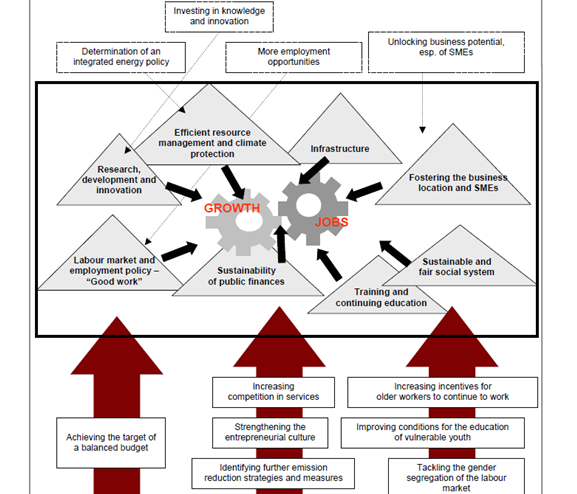 Investing in knowledge
and innovation
Determination of an
integrated energy policy
More employment
opportunities
Unlocking business potential,
esp. of SMEs
Efficient resource
management and climate
protection
Infrastructure
Research,
development and
innovation
Fostering the business
location and SMEs
GROWTH
JOBS
Labour market and
employment policy –
“Good work”
Sustainability
of public finances
Training and
continuing education
Sustainable and
fair social system
Achieving the target of
a balanced budget
Increasing
competition in services
Strengthening the
entrepreneurial culture
Identifying further emission
reduction strategies and measures
Increasing incentives for
older workers to continue to work
Improving conditions for the education
of vulnerable youth
Tackling the gender
segregation of the labour
market